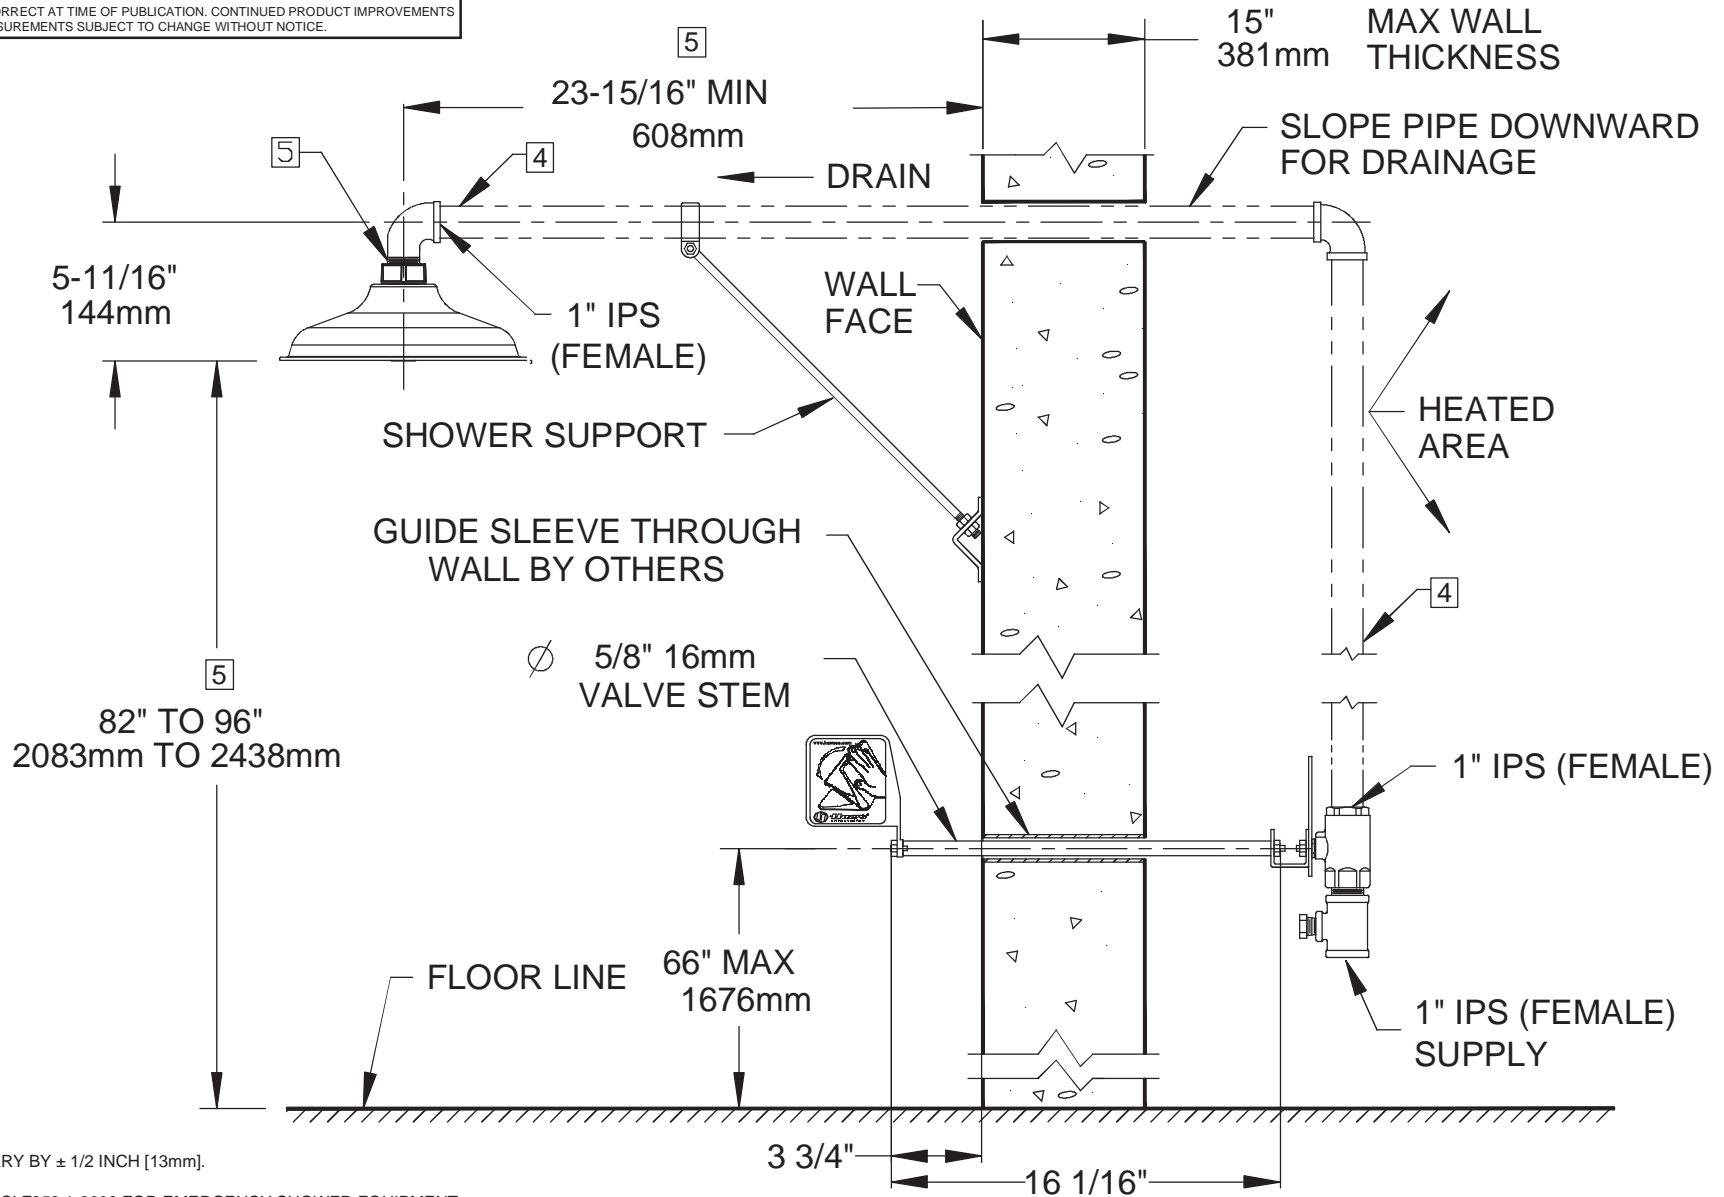 ORRECT AT TIME OF PUBLICATION. CONTINUED PRODUCT IMPROVEMENTS
SUREMENTS SUBJECT TO CHANGE WITHOUT NOTICE.
5
23-15/16" MIN
608mm
15"
381mm
MAX WALL
THICKNESS
SLOPE PIPE DOWNWARD
FOR DRAINAGE
5
4
DRAIN
5-11/16"
144mm
1" IPS
(FEMALE)
WALL
FACE
HEATED
AREA
SHOWER SUPPORT
GUIDE SLEEVE THROUGH
WALL BY OTHERS
4
5
82" TO 96"
2083mm TO 2438mm
∅ 5/8" 16mm
VALVE STEM
1" IPS (FEMALE)
FLOOR LINE
66" MAX
1676mm
1" IPS (FEMALE)
SUPPLY
3 3/4"
16 1/16"
RY BY ± 1/2 INCH [13mm].